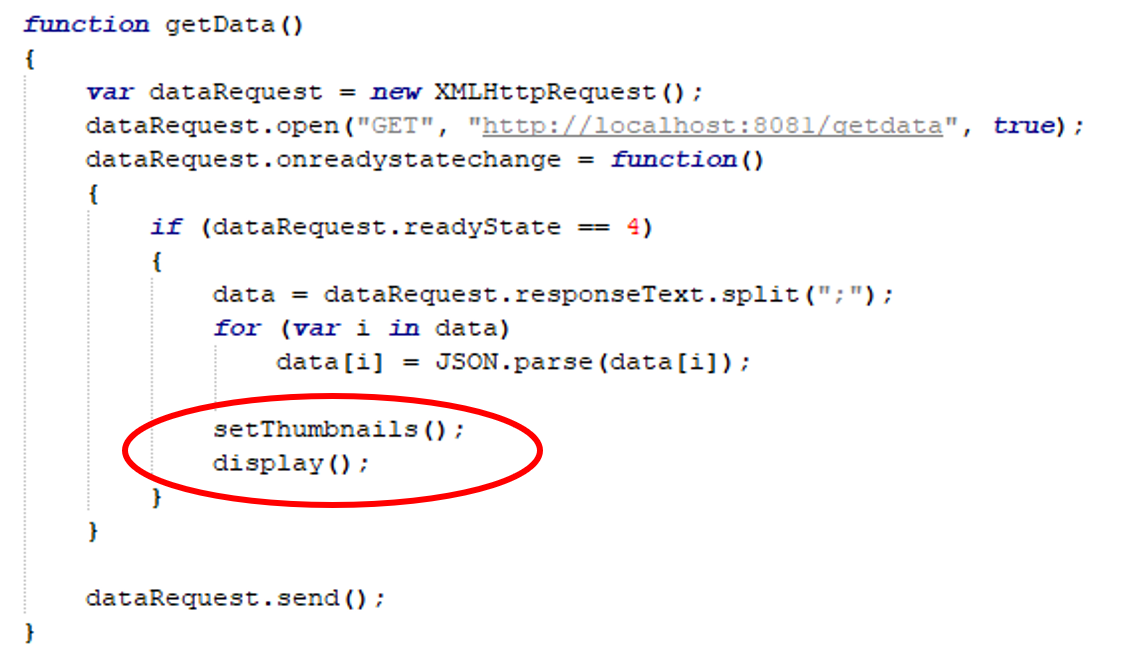 function getData()
{
var dataRequest = new XMLHttpRequest();
dataRequest.open("GET", "http://localhost:8081/getdata", true);
dataRequest.onreadystatechange = function()
{
if (dataRequest.readyState == 4)
{
data = dataRequest.responseText.split(";");
for (var i in data)
data[i] = JSON.parse(data[i]);
setThumbnails();
display();
}
}
dataRequest.send();
}